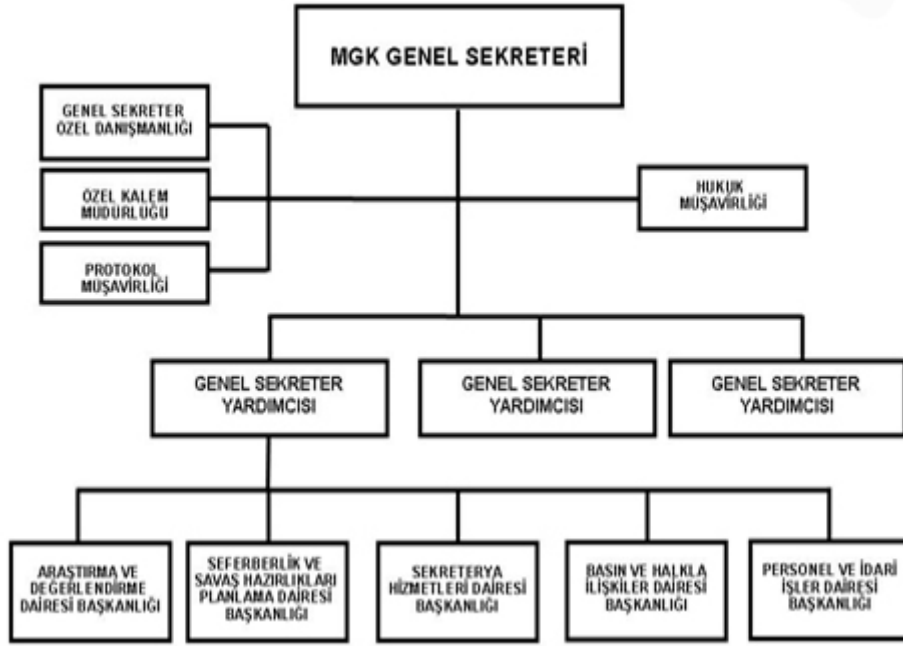 MGK GENEL SEKRETERİ
GENEL SEKRETER
ÖZEL DANIŞMANLIĞI
ÖZEL KALEM
MÜDÜRLÜĞÜ
PROTOKOL
MÜŞAVİRLİĞİ
HUKUK
MÜŞAVİRLİĞİ
GENEL SEKRETER
YARDIMCISI
GENEL SEKRETER
YARDIMCISI
GENEL SEKRETER
YARDIMCISI
ARAŞTIRMA VE
DEĞERLENDİRME
DAİRESİ BAŞKANLIĞI
SEFERBERLİK VE
SAVAŞ HAZIRLIKLARI
PLANLAMA DAİRESİ
BAŞKANLIĞI
SEKRETERYA
HİZMETLERİ DAİRESİ
BAŞKANLIĞI
BASIN VE HALKLA
İLİŞKİLER DAİRESİ
BAŞKANLIĞI
PERSONEL VE İDARİ
İŞLER DAİRESİ
BAŞKANLIĞI